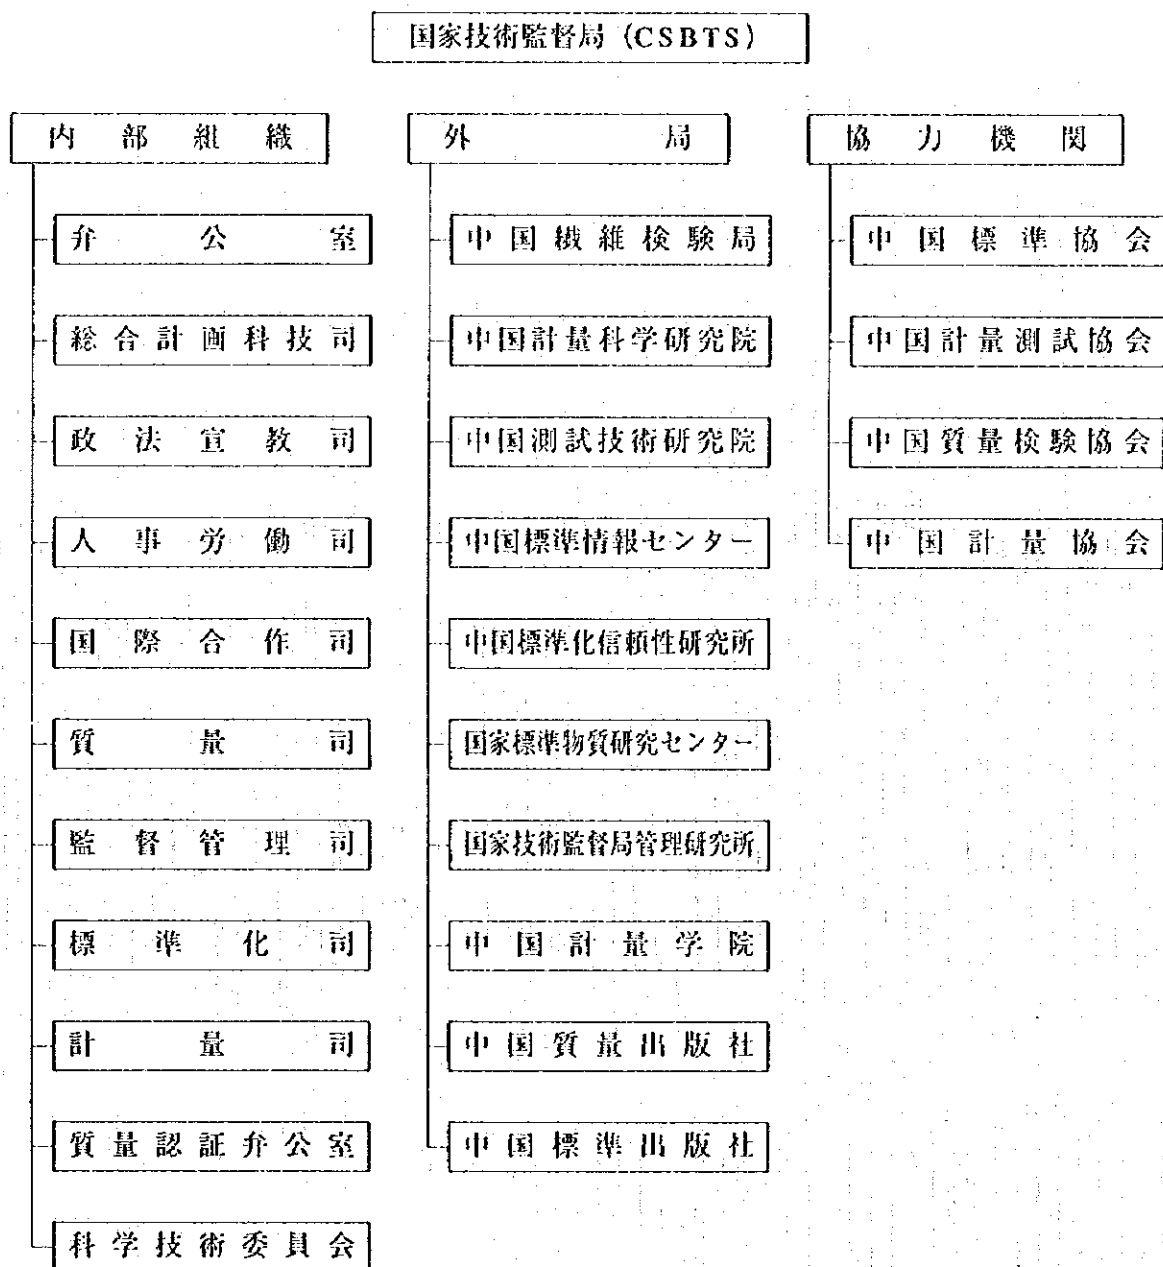 国家技術監督局 (CSBTS)
内部組織
弁公室
総合計画科技司
政法宣教司
人事労働司
国際合作司
質量司
監督管理司
標準化司
計量司
質量認証弁公室
科学技術委員会
外局
中国繊維検験局
中国計量科学研究院
中国測試技術研究院
中国標準情報センター
中国標準化信頼性研究所
国家標準物質研究センター
国家技術監督局管理研究所
中国計量学院
中国質量出版社
中国標準出版社
協力機関
中国標準協会
中国計量測試協会
中国質量検験協会
中国計量協会